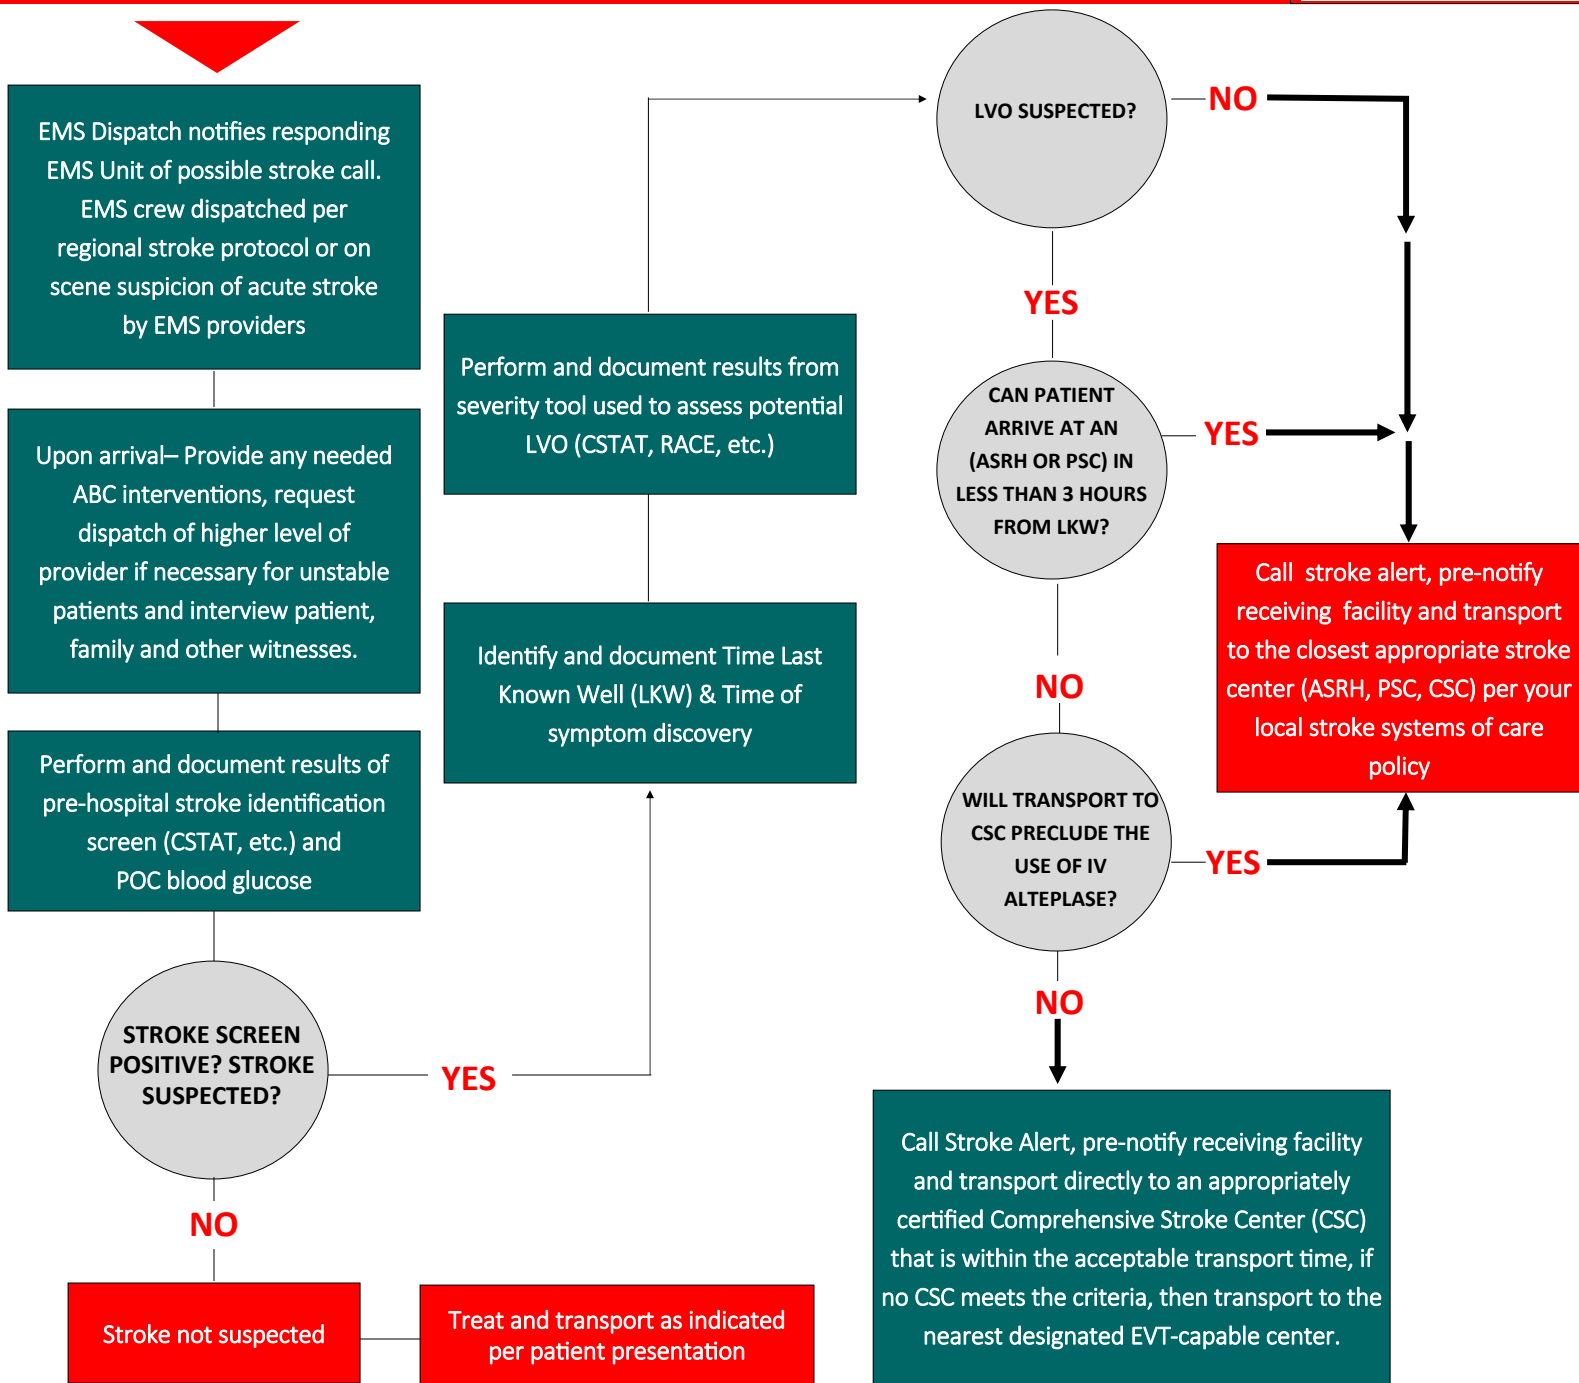 EMS Dispatch notifies responding
EMS Unit of possible stroke call.
EMS crew dispatched per
regional stroke protocol or on
scene suspicion of acute stroke
by EMS providers
Upon arrival– Provide any needed
ABC interventions, request
dispatch of higher level of
provider if necessary for unstable
patients and interview patient,
family and other witnesses.
Perform and document results of
pre-hospital stroke identification
screen (CSTAT, etc.) and
POC blood glucose
STROKE SCREEN
POSITIVE? STROKE
SUSPECTED?
YES
NO
Stroke not suspected
Treat and transport as indicated
per patient presentation
Identify and document Time Last
Known Well (LKW) & Time of
symptom discovery
Perform and document results from
severity tool used to assess potential
LVO (CSTAT, RACE, etc.)
LVO SUSPECTED?
NO
YES
CAN PATIENT
ARRIVE AT AN
(ASRH OR PSC) IN
LESS THAN 3 HOURS
FROM LKW?
YES
NO
WILL TRANSPORT TO
CSC PRECLUDE THE
USE OF IV
ALTEPLASE?
YES
NO
Call stroke alert, pre-notify
receiving facility and transport
to the closest appropriate stroke
center (ASRH, PSC, CSC) per your
local stroke systems of care
policy
Call Stroke Alert, pre-notify receiving facility
and transport directly to an appropriately
certified Comprehensive Stroke Center (CSC)
that is within the acceptable transport time, if
no CSC meets the criteria, then transport to the
nearest designated EVT-capable center.